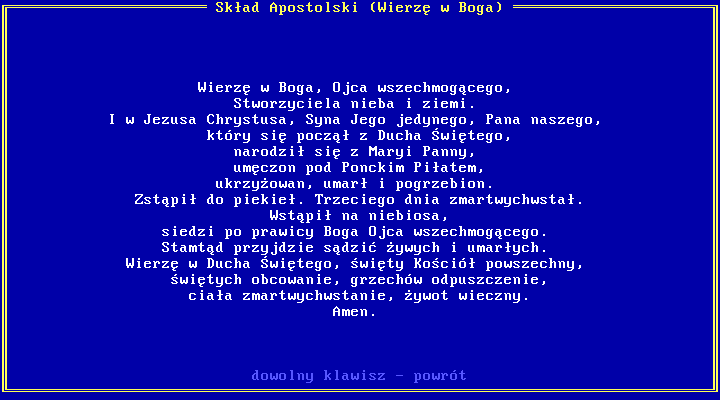 Skład Apostolski (Wierzę w Boga)
Wierzę w Boga, Ojca wszechmogącego,
Stworzyciela nieba i ziemi.
I w Jezusa Chrystusa, Syna Jego jedynego, Pana naszego,
który się począł z Ducha Świętego,
narodził się z Maryi Panny,
umęczon pod Ponckim Piłatem,
ukrzyżowan, umarł i pogrzebion.
Zstąpił do piekieł. Trzeciego dnia zmartwychwstał.
Wstąpił na niebiosa,
siedzi po prawicy Boga Ojca wszechmogącego.
Stamtąd przyjdzie sądzić żywych i umarłych.
Wierzę w Ducha Świętego, święty Kościół powszechny,
świętych obcowanie, grzechów odpuszczenie,
ciała zmartwychwstanie, żywot wieczny.
Amen.
dowolny klawisz - powrót